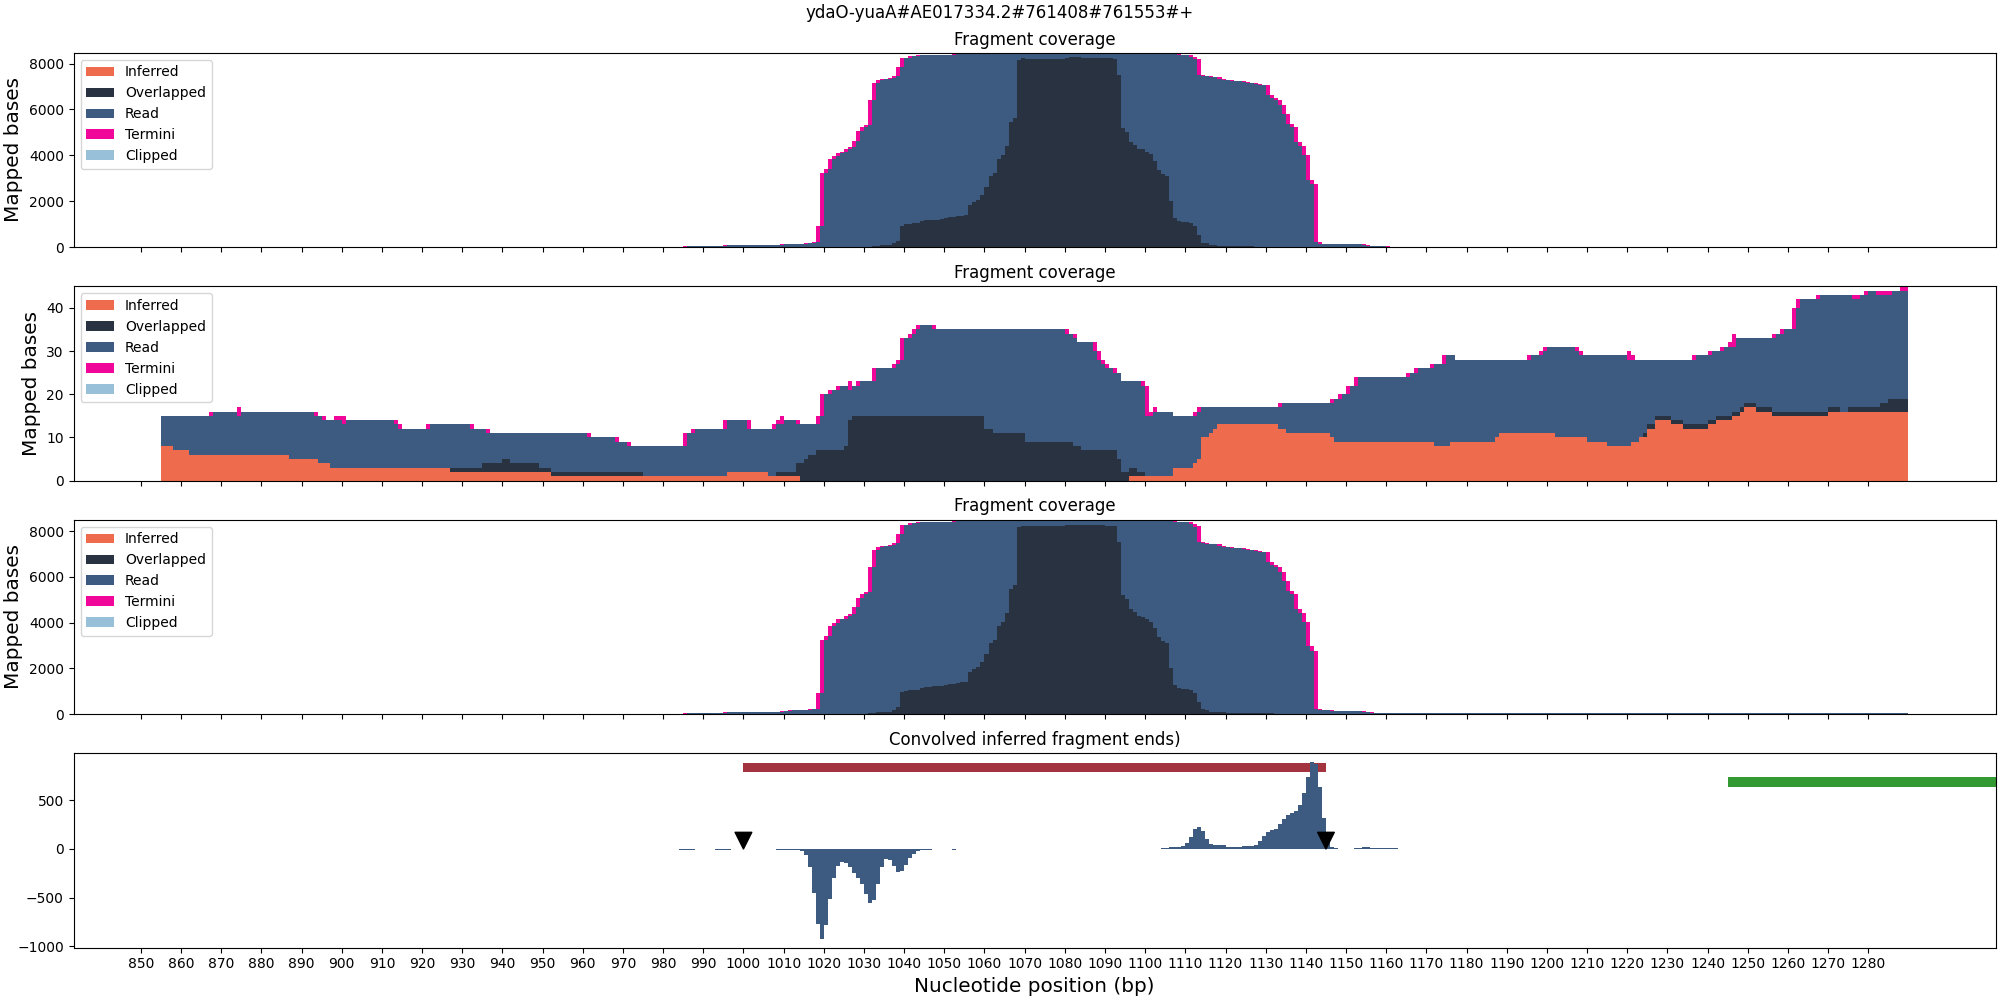 ydaO-yuaA#AE017334.2#761408#761553#+
Fragment coverage
Mapped bases
8000
6000
4000
2000
0
Inferred
Overlapped
Read
Termini
Clipped
Fragment coverage
Mapped bases
40
30
20
10
0
Inferred
Overlapped
Read
Termini
Clipped
Fragment coverage
Mapped bases
8000
6000
4000
2000
0
Inferred
Overlapped
Read
Termini
Clipped
Convolved inferred fragment ends)
500
0
−500
−1000
850 860 870 880 890 900 910 920 930 940 950 960 970 980 990 1000 1010 1020 1030 1040 1050 1060 1070 1080 1090 1100 1110 1120 1130 1140 1150 1160 1170 1180 1190 1200 1210 1220 1230 1240 1250 1260 1270 1280
Nucleotide position (bp)